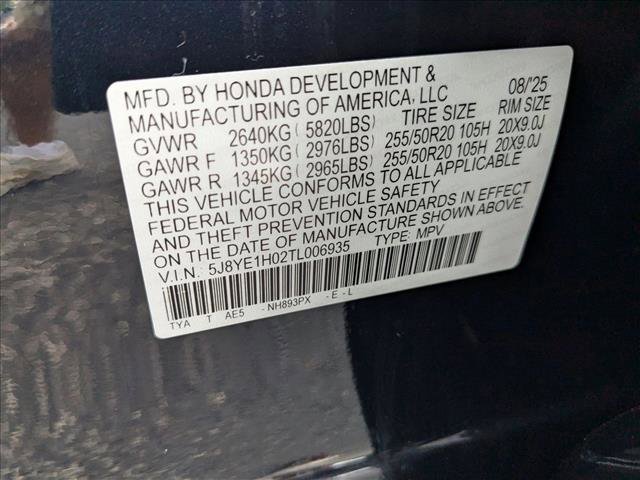 MFD. BY HONDA DEVELOPMENT &
MANUFACTURING OF AMERICA, LLC 08/'25
GVWR 2640KG ( 5820LBS) TIRE SIZE RIM SIZE
GAWR F 1350KG ( 2976LBS) 255/50R20 105H 20X9.0J
GAWR R 1345KG ( 2965LBS) 255/50R20 105H 20X9.0J
THIS VEHICLE CONFORMS TO ALL APPLICABLE
FEDERAL MOTOR VEHICLE SAFETY
AND THEFT PREVENTION STANDARDS IN EFFECT
ON THE DATE OF MANUFACTURE SHOWN ABOVE.
V.I.N. : 5J8YE1H02TL006935 TYPE: MPV
TYA T AE5 - NH893PX - E - L